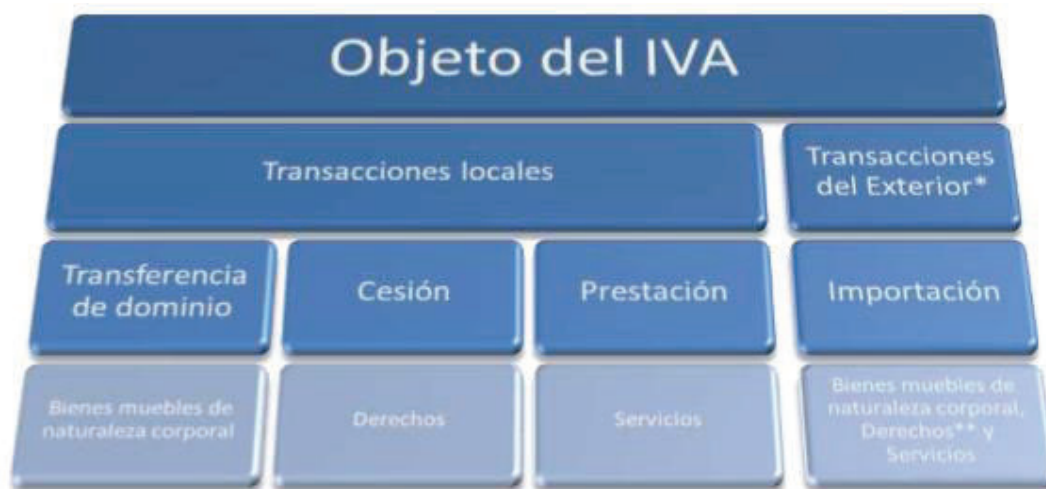 Objeto del IVA
Transacciones locales
Transacciones
del Exterior*
Transferencia
de dominio
Cesión
Prestación
Importación
Bienes muebles de
naturaleza corporal
Derechos
Servicios
Bienes muebles de
naturaleza corporal,
Derechos** y
Servicios